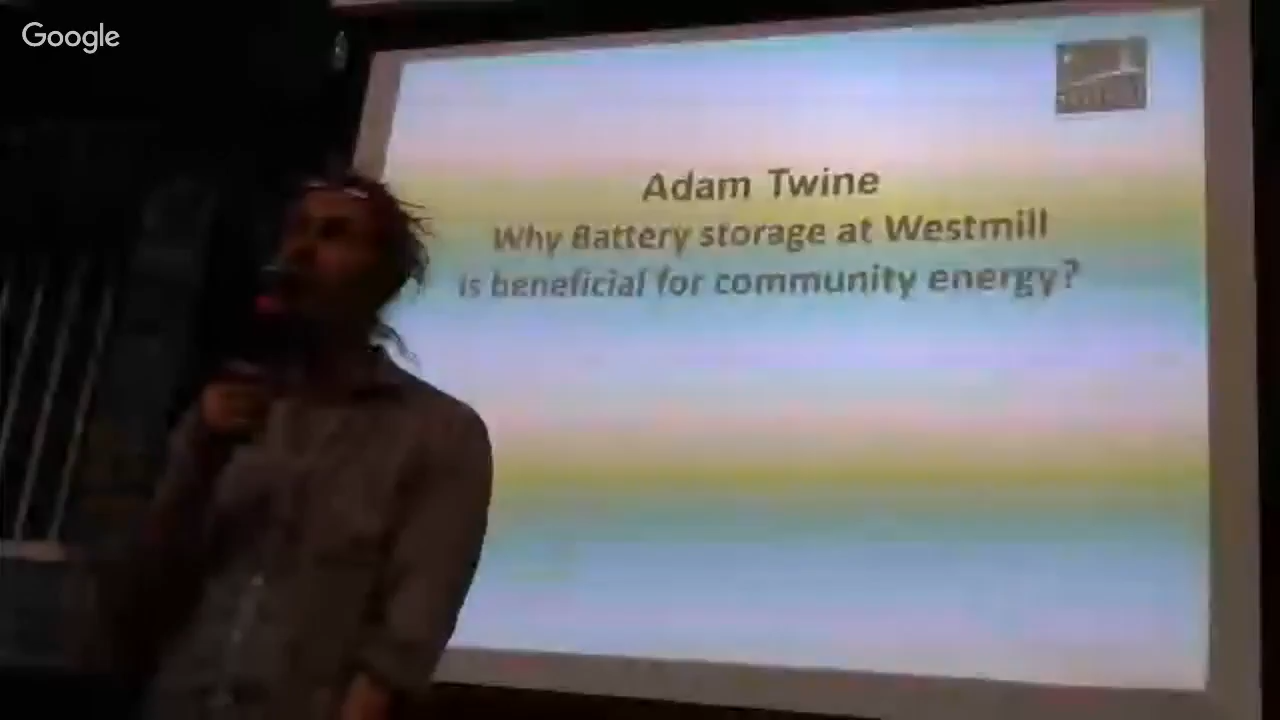 Google
Adam Twine
Why Battery storage at Westmill
is beneficial for community energy?